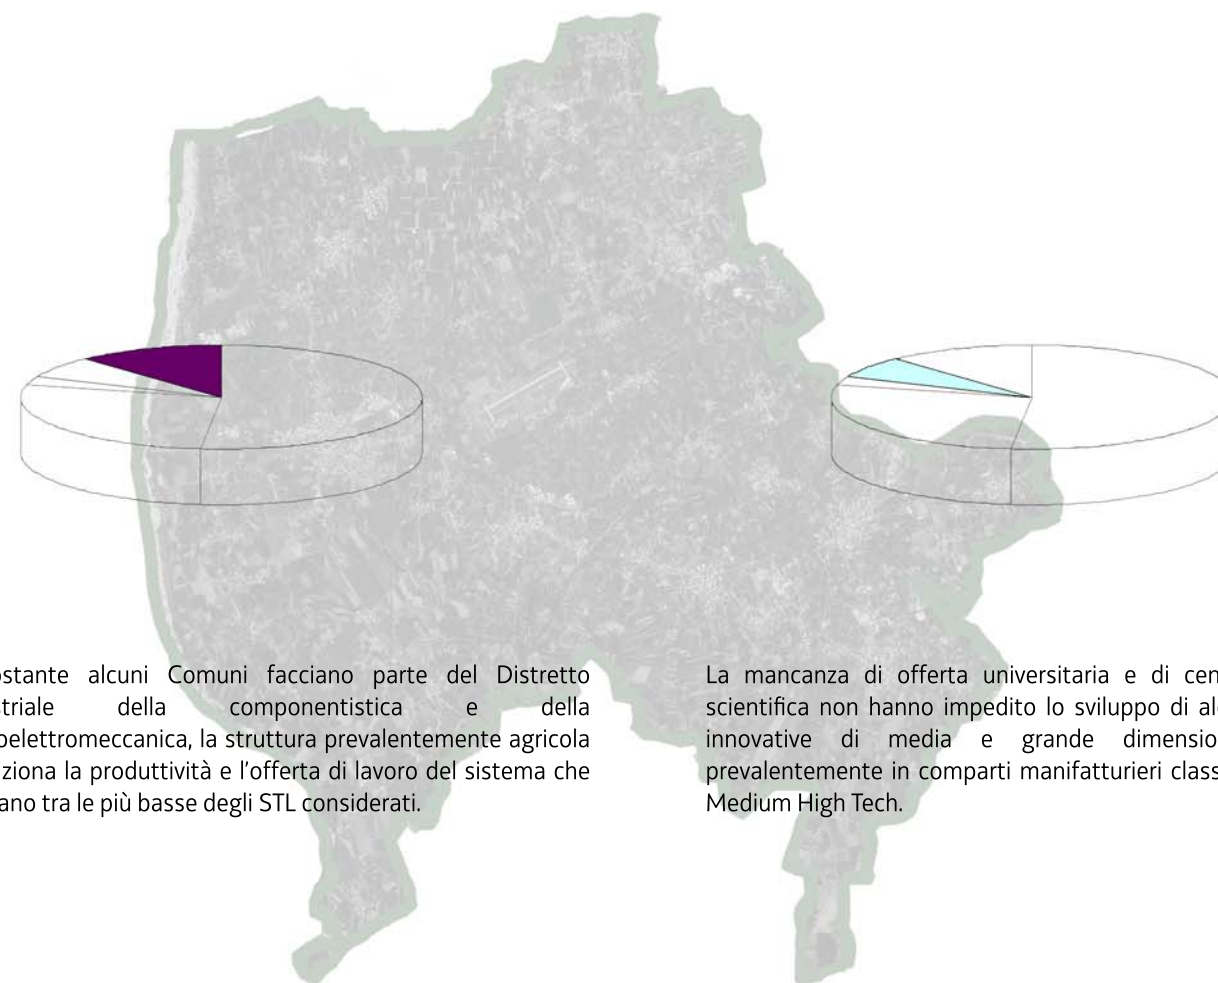 ostante alcuni Comuni facciano parte del Distretto
striale della componentistica e della
oelettromeccanica, la struttura prevalentemente agricola
ziona la produttività e l'offerta di lavoro del sistema che
ano tra le più basse degli STL considerati.
La mancanza di offerta universitaria e di cen
scientifica non hanno impedito lo sviluppo di al
innovative di media e grande dimensio
prevalentemente in comparti manifatturieri class
Medium High Tech.